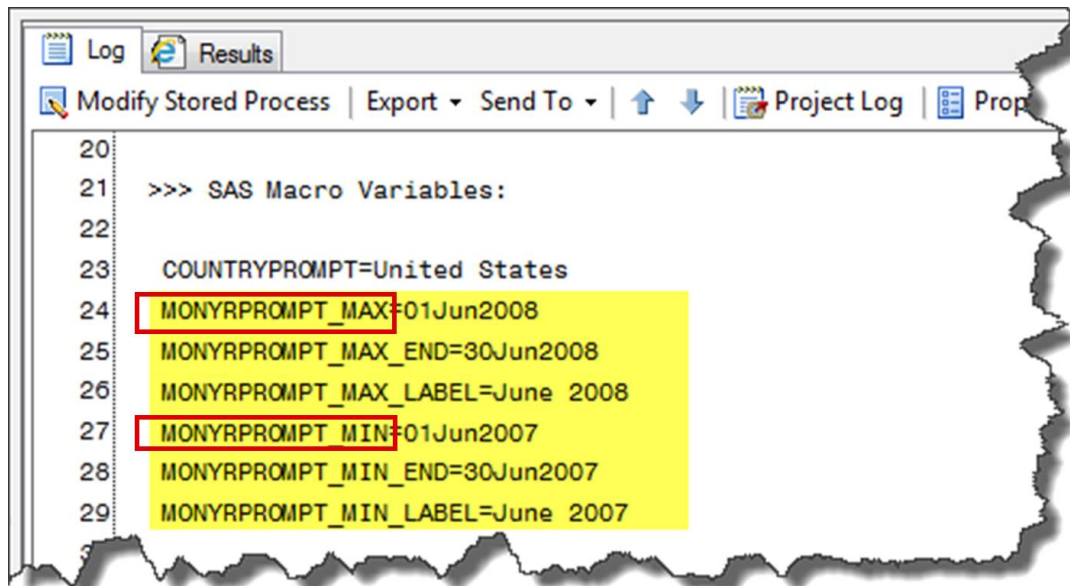 Log Results
Modify Stored Process Export Send To Project Log Prop
20
21 >>> SAS Macro Variables:
22
23 COUNTRYPROMPT=United States
24 MONYRPROMPT_MAX=01Jun2008
25 MONYRPROMPT_MAX_END=30Jun2008
26 MONYRPROMPT_MAX_LABEL=June 2008
27 MONYRPROMPT_MIN=01Jun2007
28 MONYRPROMPT_MIN_END=30Jun2007
29 MONYRPROMPT_MIN_LABEL=June 2007